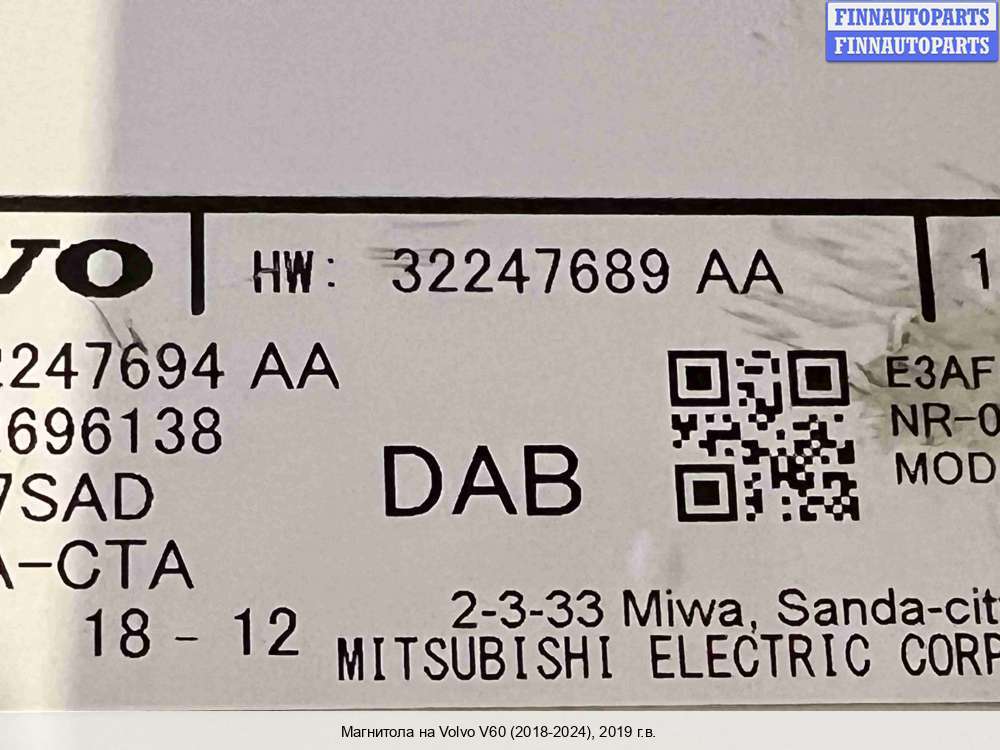 FINNAUTOPARTS
FINNAUTOPARTS
VO
HW: 32247689 AA
1
2247694 AA
696138
7SAD
A-CTA
18 - 12
DAB
E3AF
NR-0
MOD
2-3-33 Miwa, Sanda-cit
MITSUBISHI ELECTRIC CORP
Магнитола на Volvo V60 (2018-2024), 2019 г.в.